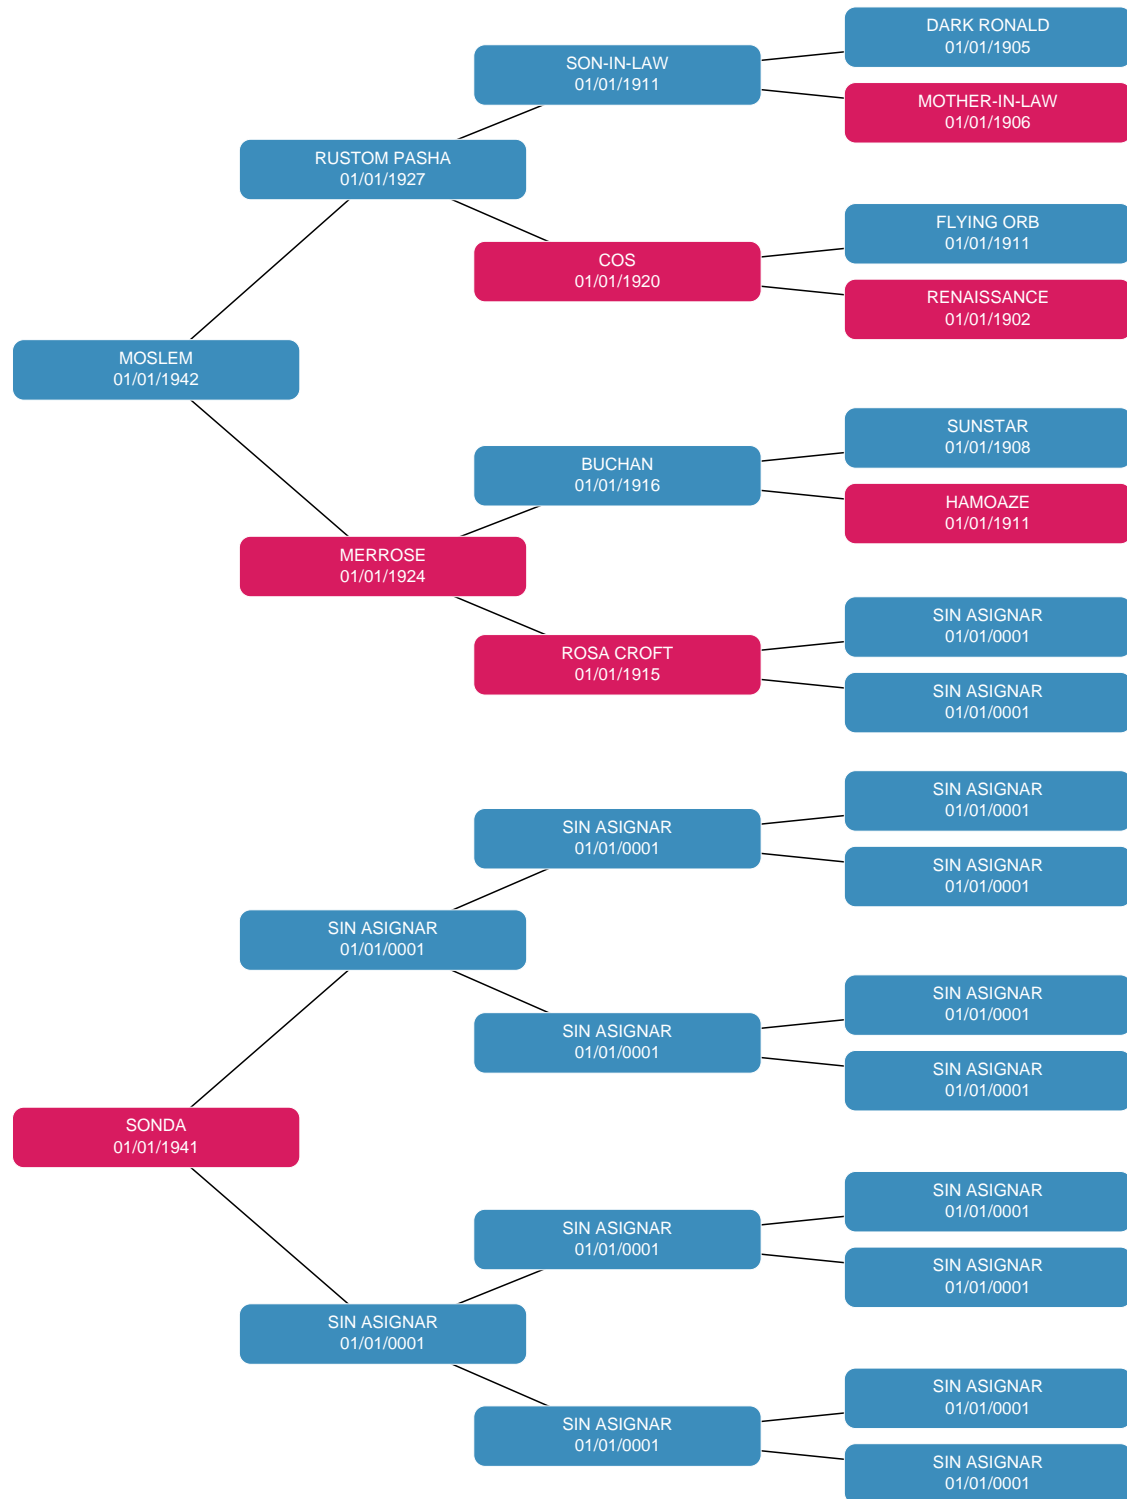 DARK RONALD
01/01/1905
SON-IN-LAW
01/01/1911
MOTHER-IN-LAW
01/01/1906
RUSTOM PASHA
01/01/1927
FLYING ORB
01/01/1911
COS
01/01/1920
RENAISSANCE
01/01/1902
MOSLEM
01/01/1942
SUNSTAR
01/01/1908
BUCHAN
01/01/1916
HAMOAZE
01/01/1911
MERROSE
01/01/1924
SIN ASIGNAR
01/01/0001
ROSA CROFT
01/01/1915
SIN ASIGNAR
01/01/0001
SIN ASIGNAR
01/01/0001
SIN ASIGNAR
01/01/0001
SIN ASIGNAR
01/01/0001
SIN ASIGNAR
01/01/0001
SIN ASIGNAR
01/01/0001
SIN ASIGNAR
01/01/0001
SIN ASIGNAR
01/01/0001
SONDA
01/01/1941
SIN ASIGNAR
01/01/0001
SIN ASIGNAR
01/01/0001
SIN ASIGNAR
01/01/0001
SIN ASIGNAR
01/01/0001
SIN ASIGNAR
01/01/0001
SIN ASIGNAR
01/01/0001
SIN ASIGNAR
01/01/0001